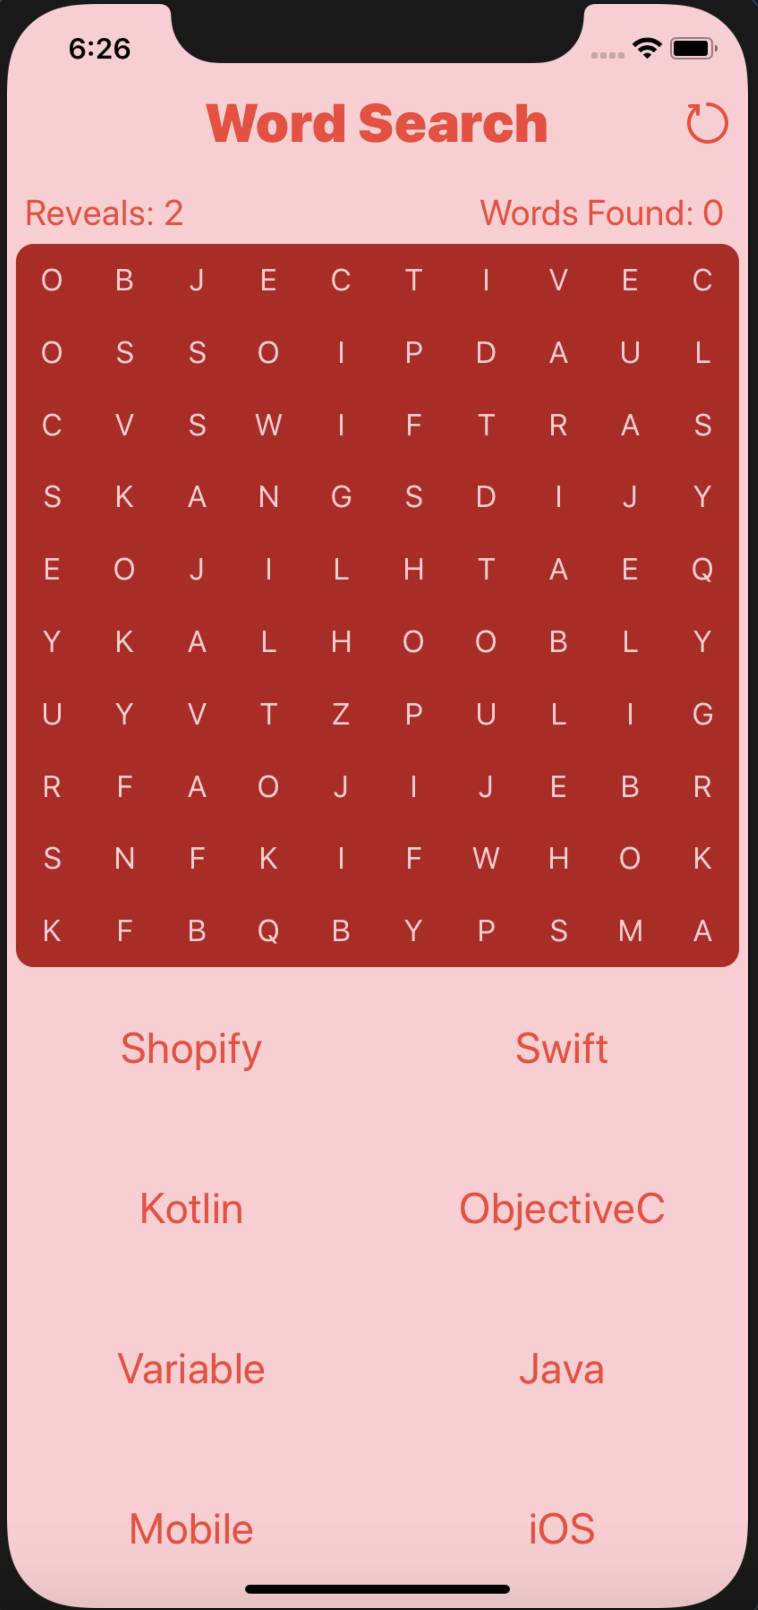 6:26
Word Search
Reveals: 2 Words Found: 0
O B J E C T I V E C
O S S O I P D A U L
C V S W I F T R A S
S K A N G S D I J Y
E O J I L H T A E Q
Y K A L H O O B L Y
U Y V T Z P U L I G
R F A O J I J E B R
S N F K I F W H O K
K F B Q B Y P S M A
Shopify Swift
Kotlin ObjectiveC
Variable Java
Mobile iOS